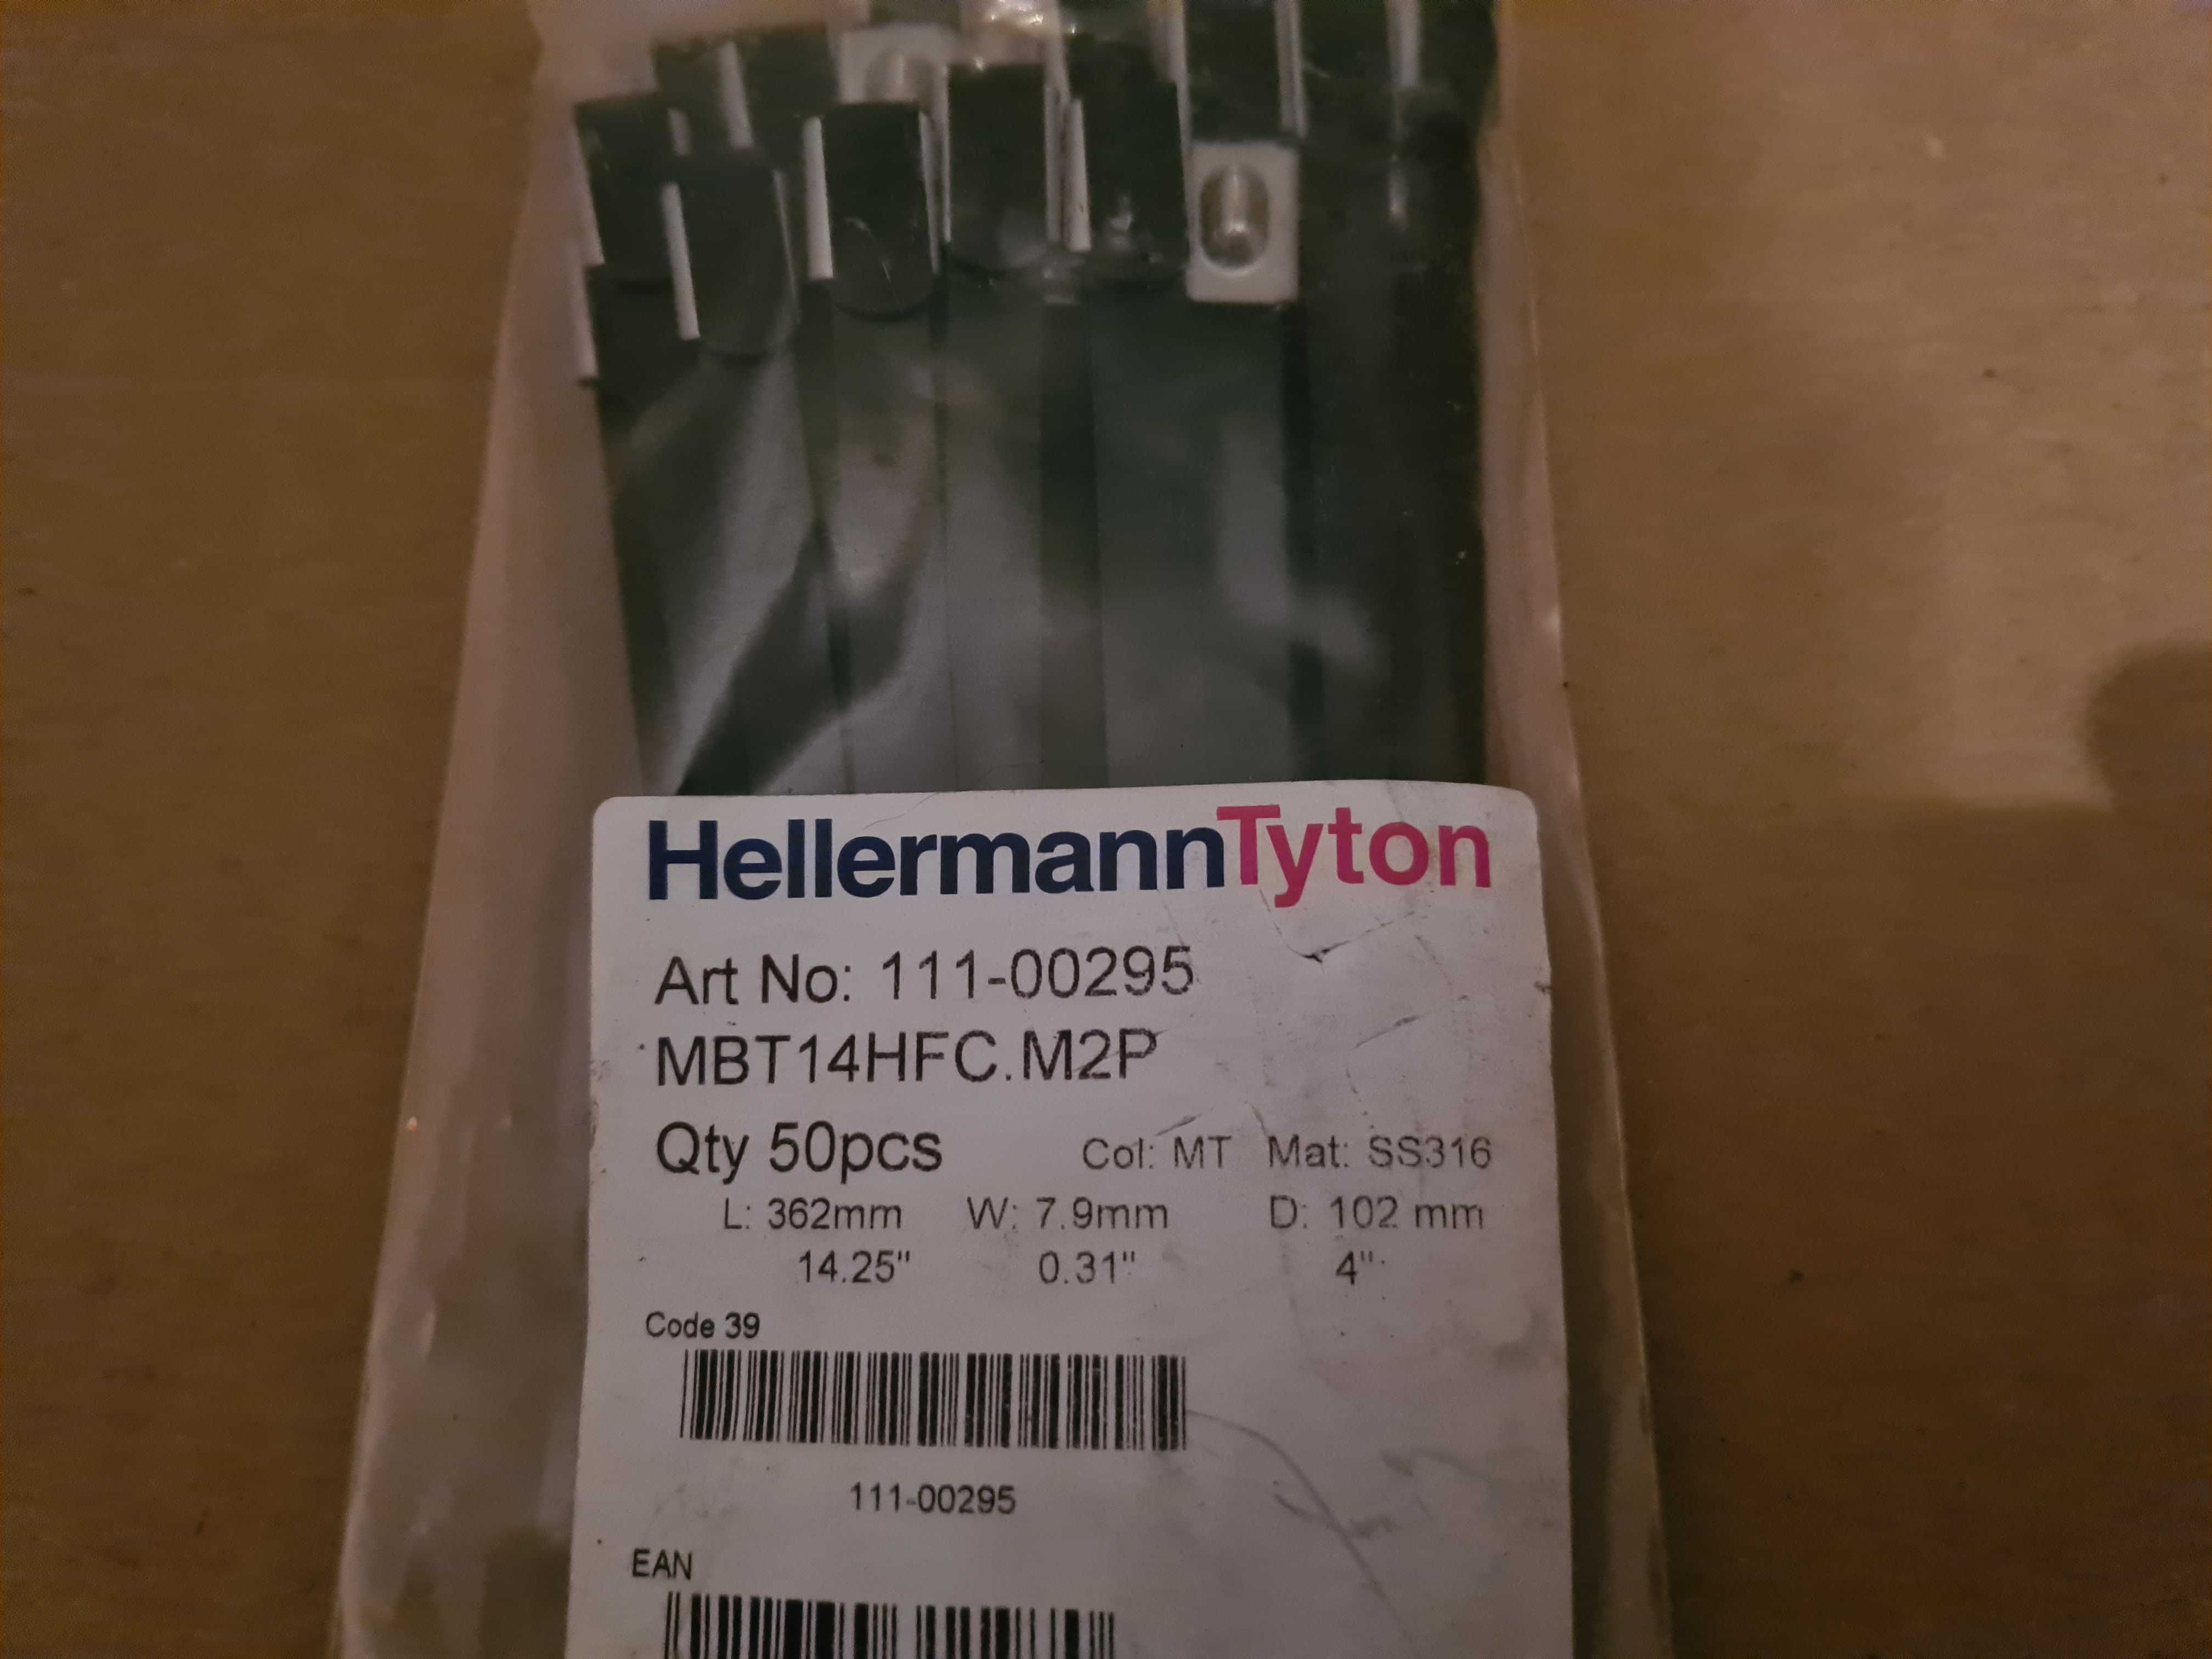 HellermannTyton
Art No: 111-00295
MBT14HFC.M2P
Qty 50pcs Col: MT Mat: SS316
L: 362mm W: 7.9mm D: 102 mm
14.25" 0.31" 4"
Code 39
111-00295
EAN